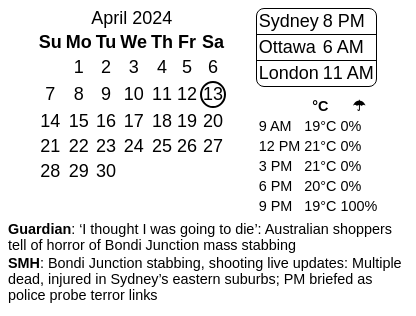 April 2024
Su Mo Tu We Th Fr Sa
1 2 3 4 5 6
7 8 9 10 11 12 13
14 15 16 17 18 19 20
21 22 23 24 25 26 27
28 29 30
Sydney 8 PM
Ottawa 6 AM
London 11 AM
°C ☂
9 AM 19°C 0%
12 PM 21°C 0%
3 PM 21°C 0%
6 PM 20°C 0%
9 PM 19°C 100%
Guardian: ‘I thought I was going to die’: Australian shoppers
tell of horror of Bondi Junction mass stabbing
SMH: Bondi Junction stabbing, shooting live updates: Multiple
dead, injured in Sydney’s eastern suburbs; PM briefed as
police probe terror links